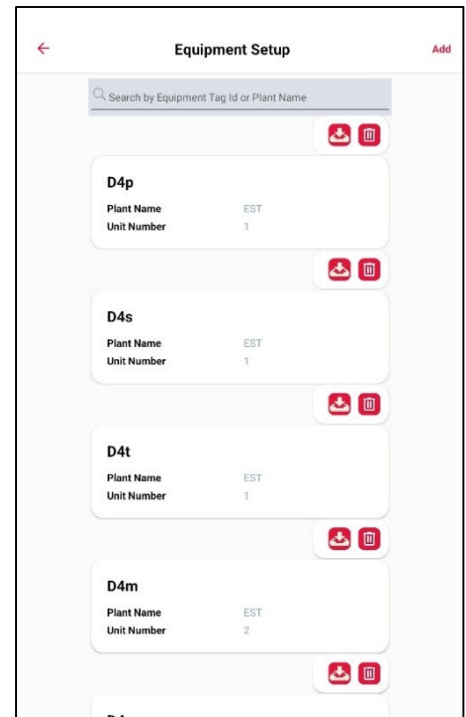 Equipment Setup Add
Search by Equipment Tag Id or Plant Name
D4p
Plant Name EST
Unit Number 1
D4s
Plant Name EST
Unit Number 1
D4t
Plant Name EST
Unit Number 1
D4m
Plant Name EST
Unit Number 2